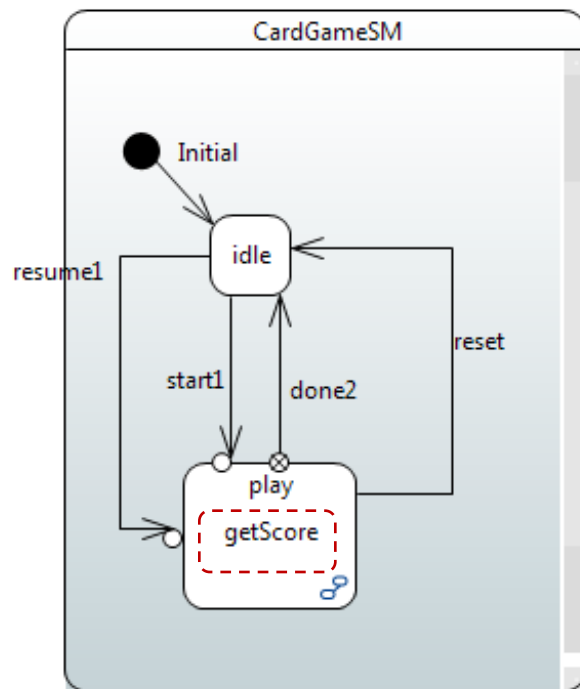 CardGameSM
Initial
idle
resume1
reset
start1
done2
play
getScore